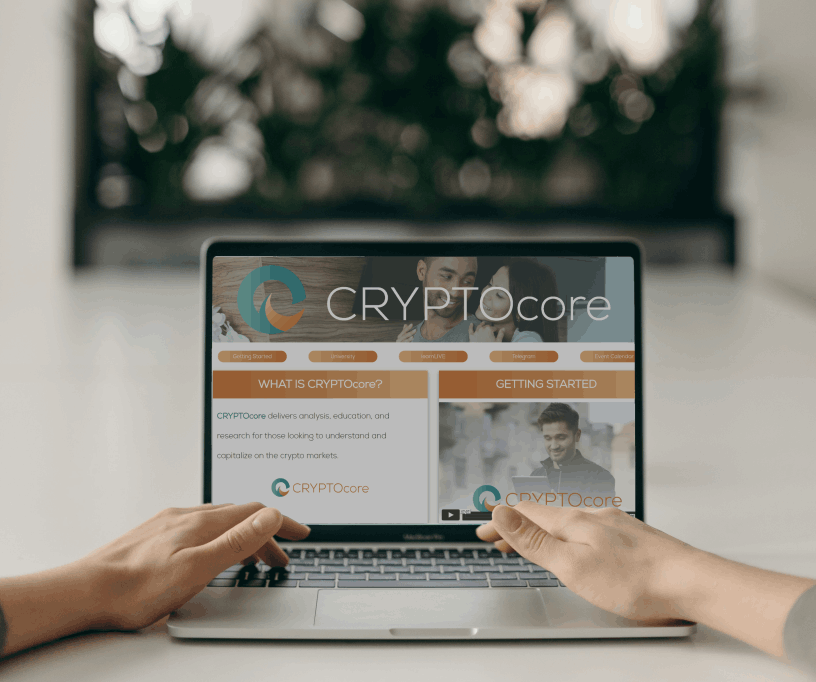 CRYPTOcore
Getting Started
University
Telegram
Event Calendar
WHAT IS CRYPTOcore?
CRYPTOcore delivers analysis, education, and
research for those looking to understand and
capitalize on the crypto markets.
CRYPTOcore
GETTING STARTED
CRYPTOcore
MacBook Pro